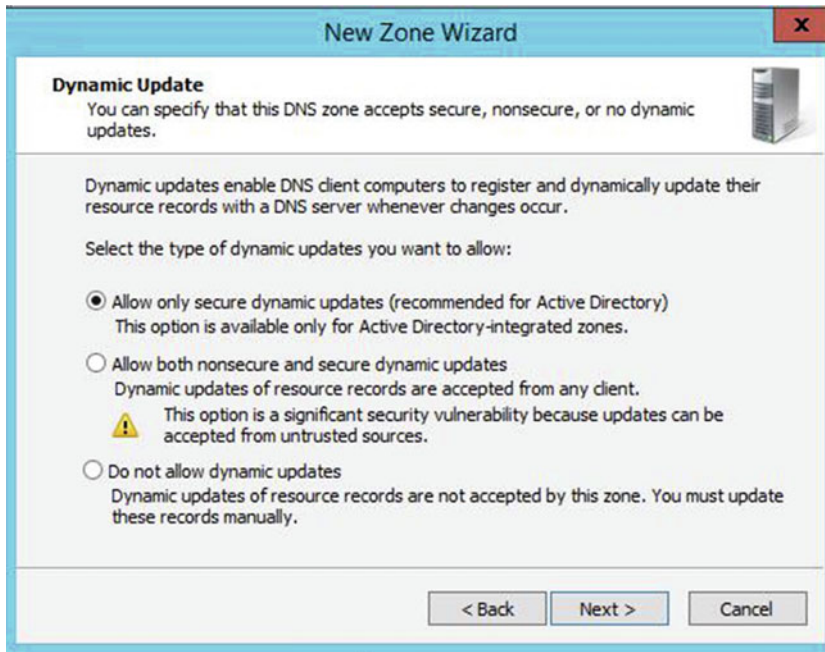 New Zone Wizard
x
Dynamic Update
You can specify that this DNS zone accepts secure, nonsecure, or no dynamic
updates.
Dynamic updates enable DNS client computers to register and dynamically update their
resource records with a DNS server whenever changes occur.
Select the type of dynamic updates you want to allow:
Allow only secure dynamic updates (recommended for Active Directory)
This option is available only for Active Directory-integrated zones.
Allow both nonsecure and secure dynamic updates
Dynamic updates of resource records are accepted from any client.
This option is a significant security vulnerability because updates can be
accepted from untrusted sources.
Do not allow dynamic updates
Dynamic updates of resource records are not accepted by this zone. You must update
these records manually.
< Back Next > Cancel